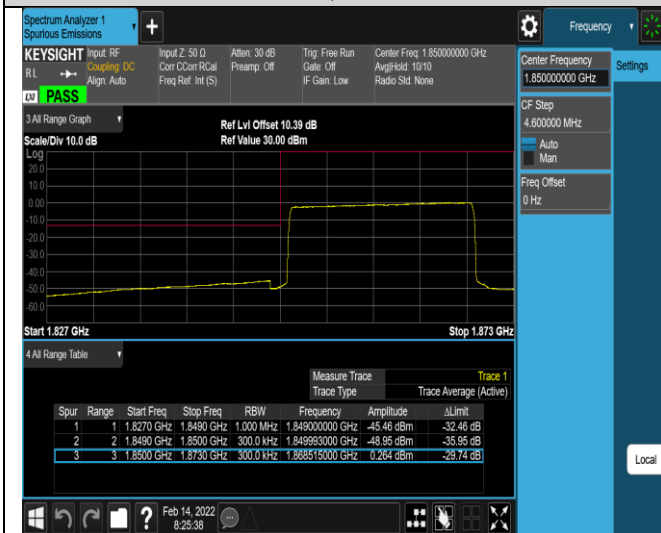 Spectrum Analyzer 1
Spurious Emissions
+
Frequency
KEYSIGHT
RL
LXI PASS
Input: RF
Coupling: DC
Align: Auto
Input Z: 50 Ω
Corr CCorr RCal
Freq Ref: Int (S)
Atten: 30 dB
Preamp: Off
Trig: Free Run
Gate: Off
IF Gain: Low
Center Freq: 1.850000000 GHz
Avg|Hold: 10/10
Radio Std: None
Center Frequency
1.850000000 GHz
Settings
CF Step
4.600000 MHz
Auto
Man
Freq Offset
0 Hz
3 All Range Graph
Scale/Div 10.0 dB
Ref Lvl Offset 10.39 dB
Ref Value 30.00 dBm
Log
20.0
10.0
0.00
-10.0
-20.0
-30.0
-40.0
-50.0
-60.0
Start 1.827 GHz
Stop 1.873 GHz
4 All Range Table
Measure Trace Trace 1
Trace Type Trace Average (Active)
Spur Range Start Freq Stop Freq RBW Frequency Amplitude ΔLimit
1 1 1.8270 GHz 1.8490 GHz 1.000 MHz 1.849000000 GHz -45.46 dBm -32.46 dB
2 2 1.8490 GHz 1.8500 GHz 300.0 kHz 1.849993000 GHz -48.95 dBm -35.95 dB
3 3 1.8500 GHz 1.8730 GHz 300.0 kHz 1.868515000 GHz 0.264 dBm -29.74 dB
Local
?
Feb 14, 2022
8:25:38